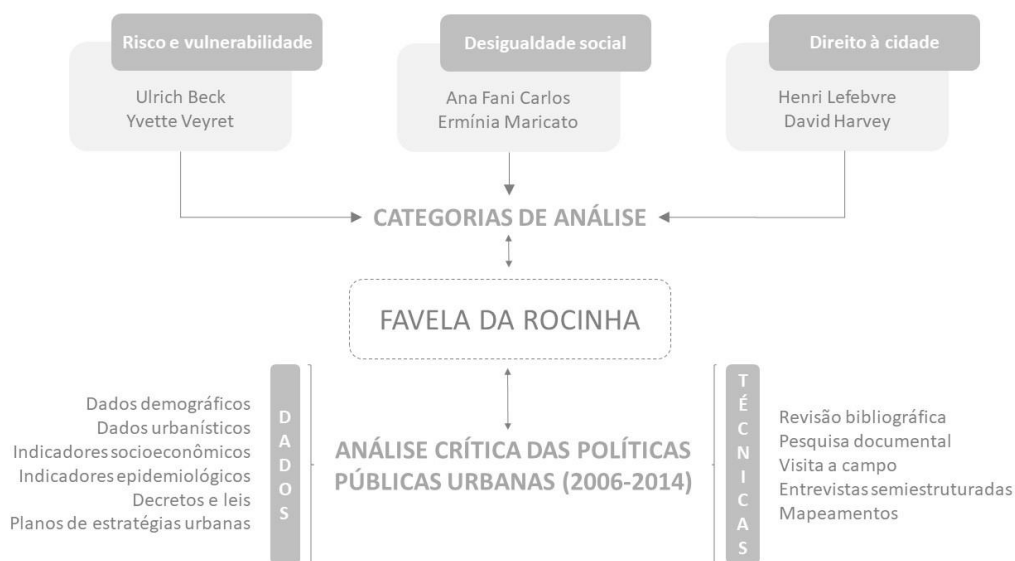 Risco e vulnerabilidade
Ulrich Beck
Yvette Veyret
Desigualdade social
Ana Fani Carlos
Ermínia Maricato
Direito à cidade
Henri Lefebvre
David Harvey
CATEGORIAS DE ANÁLISE
FAVELA DA ROCINHA
Dados demográficos
Dados urbanísticos
Indicadores socioeconômicos
Indicadores epidemiológicos
Decretos e leis
Planos de estratégias urbanas
DADOS
ANÁLISE CRÍTICA DAS POLÍTICAS
PÚBLICAS URBANAS (2006-2014)
TÉCNICAS
Revisão bibliográfica
Pesquisa documental
Visita a campo
Entrevistas semiestruturadas
Mapeamentos